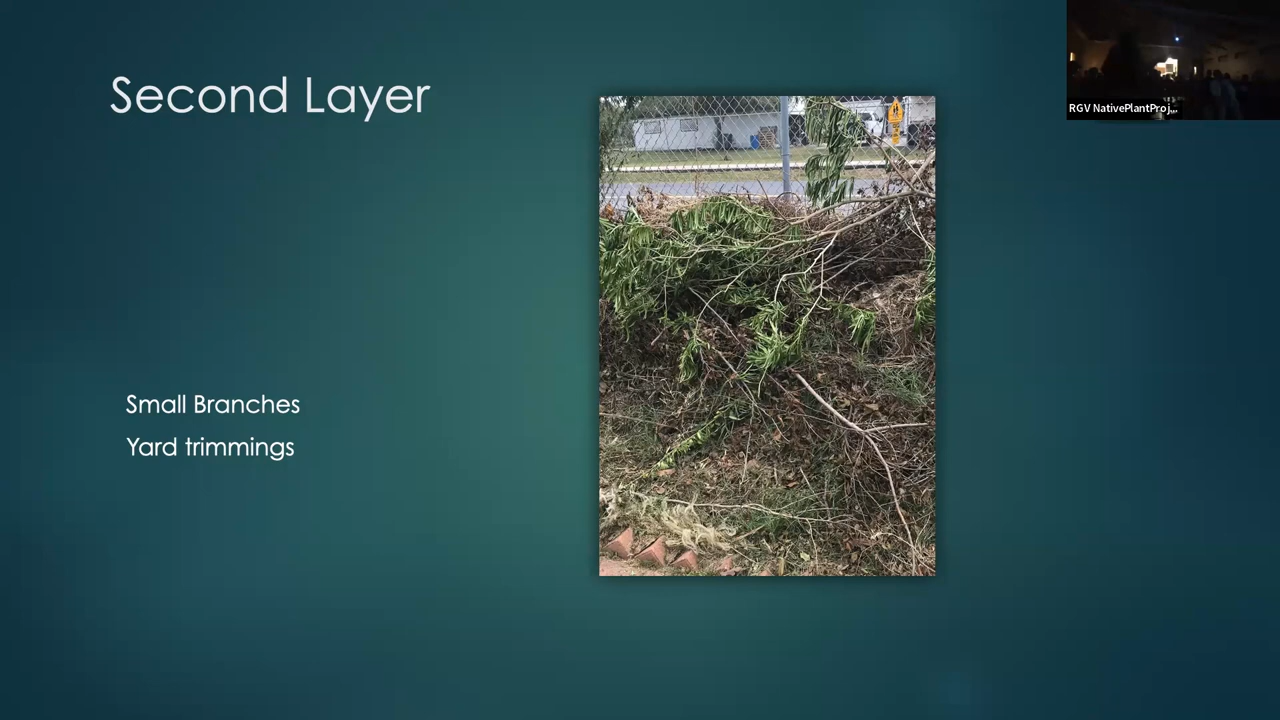 Second Layer
Small Branches
Yard trimmings
RGV NativePlantProj...